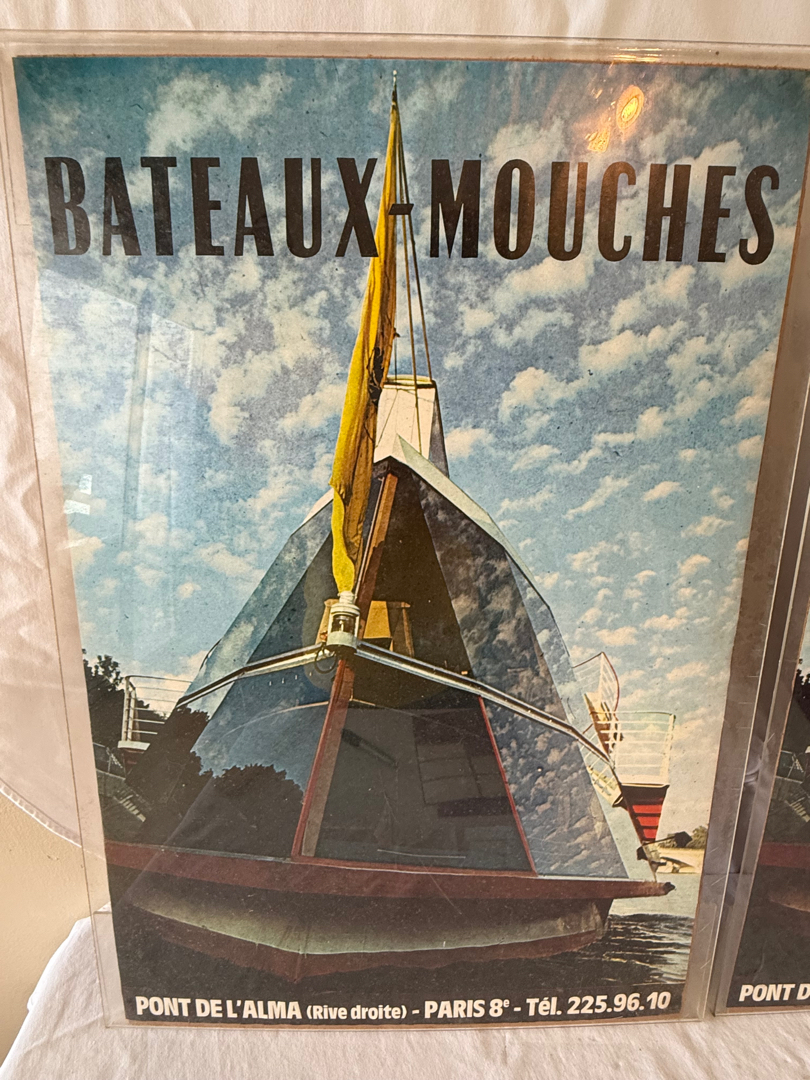 BATEAUX-MOUCHES
PONT DE L'ALMA (Rive droite) - PARIS 8e - Tél. 225.96.10
PONT D